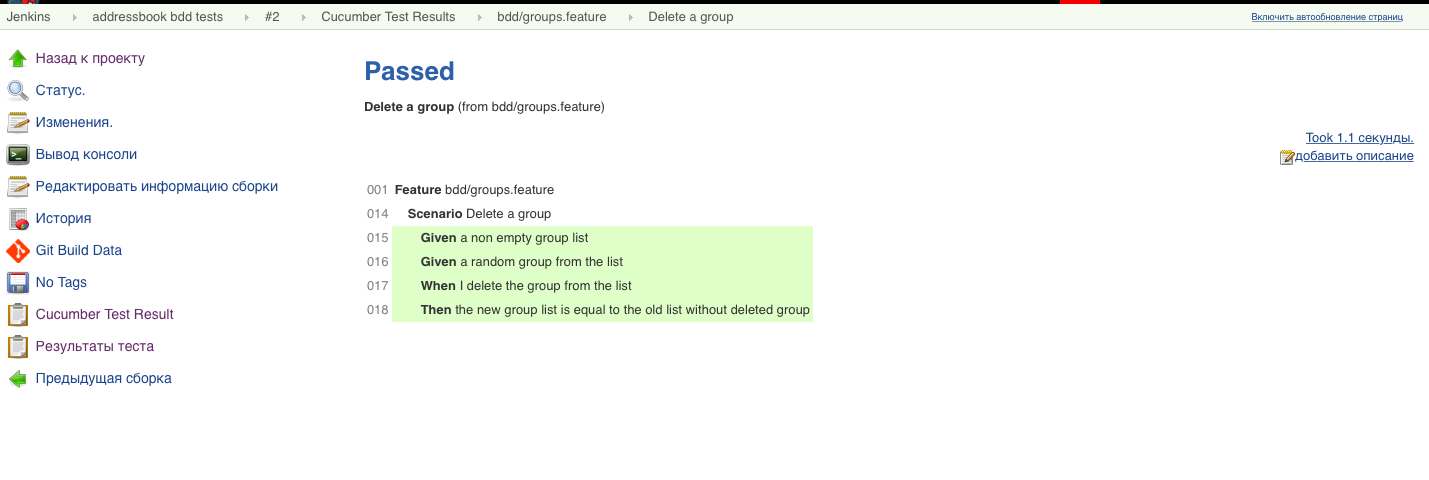 Jenkins addressbook bdd tests #2 Cucumber Test Results bdd/groups.feature Delete a group Включить автообновление страниц
Назад к проекту
Статус.
Изменения.
Вывод консоли
Редактировать информацию сборки
История
Git Build Data
No Tags
Cucumber Test Result
Результаты теста
Предыдущая сборка
Passed
Delete a group (from bdd/groups.feature)
Took 1.1 секунды.
добавить описание
001 Feature bdd/groups.feature
014 Scenario Delete a group
015 Given a non empty group list
016 Given a random group from the list
017 When I delete the group from the list
018 Then the new group list is equal to the old list without deleted group